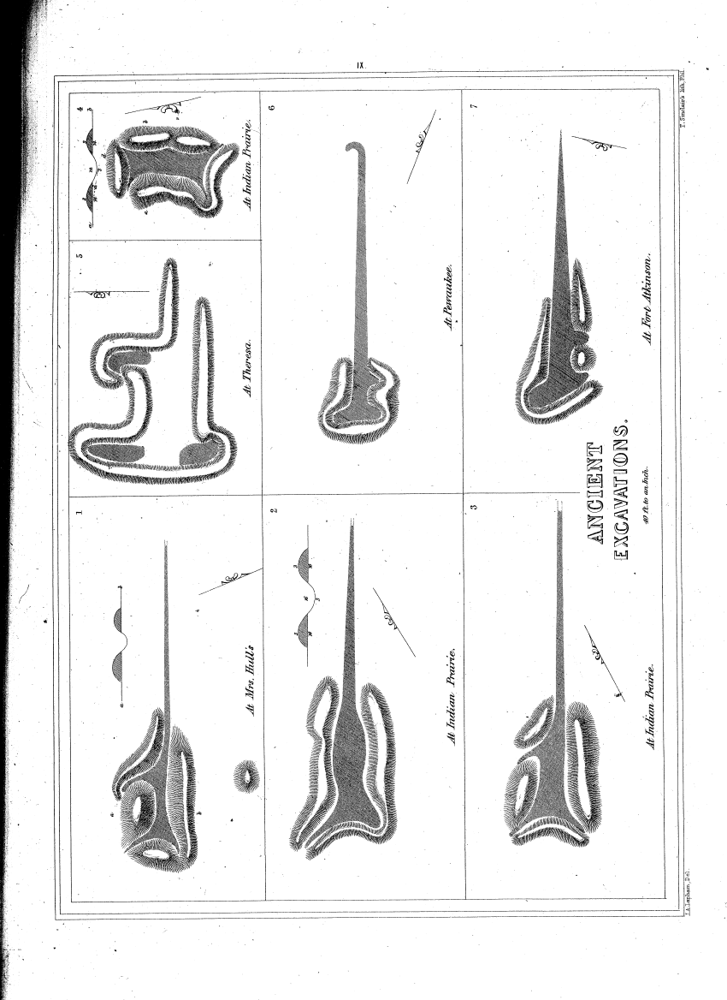 IX.
T. Sinclair's lith, Phil.
1
a
b
a
b
At Mrs. Hull's
2
At Indian Prairie.
3
At Indian Prairie.
4
a
b
a
b
At Indian Prairie.
5
At Theresa.
6
At Pewaukee.
7
At Fort Atkinson.
ANCIENT
EXCAVATIONS.
40 ft. to an Inch.
I.A. Lapham, Del.